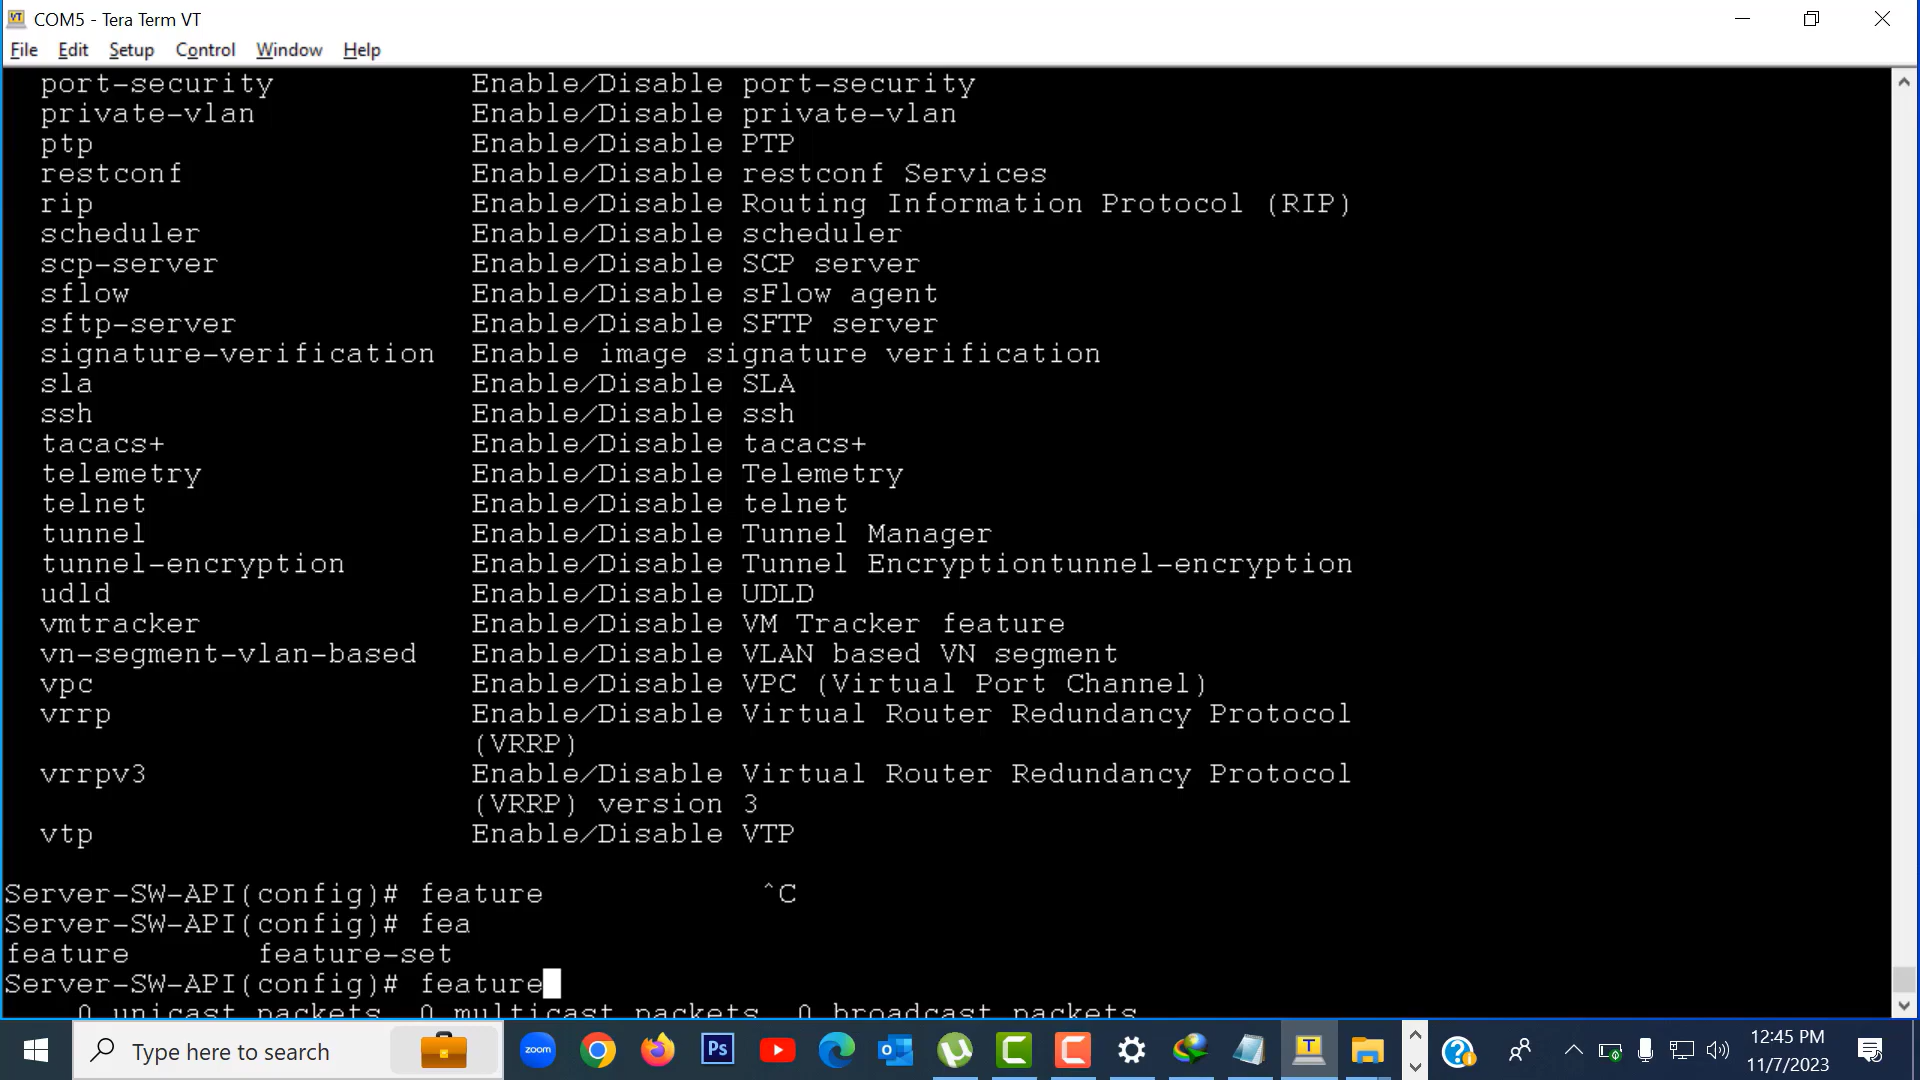 COM5 - Tera Term VT
File Edit Setup Control Window Help
port-security Enable/Disable port-security
private-vlan Enable/Disable private-vlan
ptp Enable/Disable PTP
restconf Enable/Disable restconf Services
rip Enable/Disable Routing Information Protocol (RIP)
scheduler Enable/Disable scheduler
scp-server Enable/Disable SCP server
sflow Enable/Disable sFlow agent
sftp-server Enable/Disable SFTP server
signature-verification Enable image signature verification
sla Enable/Disable SLA
ssh Enable/Disable ssh
tacacs+ Enable/Disable tacacs+
telemetry Enable/Disable Telemetry
telnet Enable/Disable telnet
tunnel Enable/Disable Tunnel Manager
tunnel-encryption Enable/Disable Tunnel Encryptiontunnel-encryption
udld Enable/Disable UDLD
vmtracker Enable/Disable VM Tracker feature
vn-segment-vlan-based Enable/Disable VLAN based VN segment
vpc Enable/Disable VPC (Virtual Port Channel)
vrrp Enable/Disable Virtual Router Redundancy Protocol
(VRRP)
vrrpv3 Enable/Disable Virtual Router Redundancy Protocol
(VRRP) version 3
vtp Enable/Disable VTP
Server-SW-API(config)# feature ^C
Server-SW-API(config)# fea
feature feature-set
Server-SW-API(config)# feature
0 unicast packets 0 multicast packets 0 broadcast packets
Type here to search
zoom
Ps
12:45 PM
11/7/2023